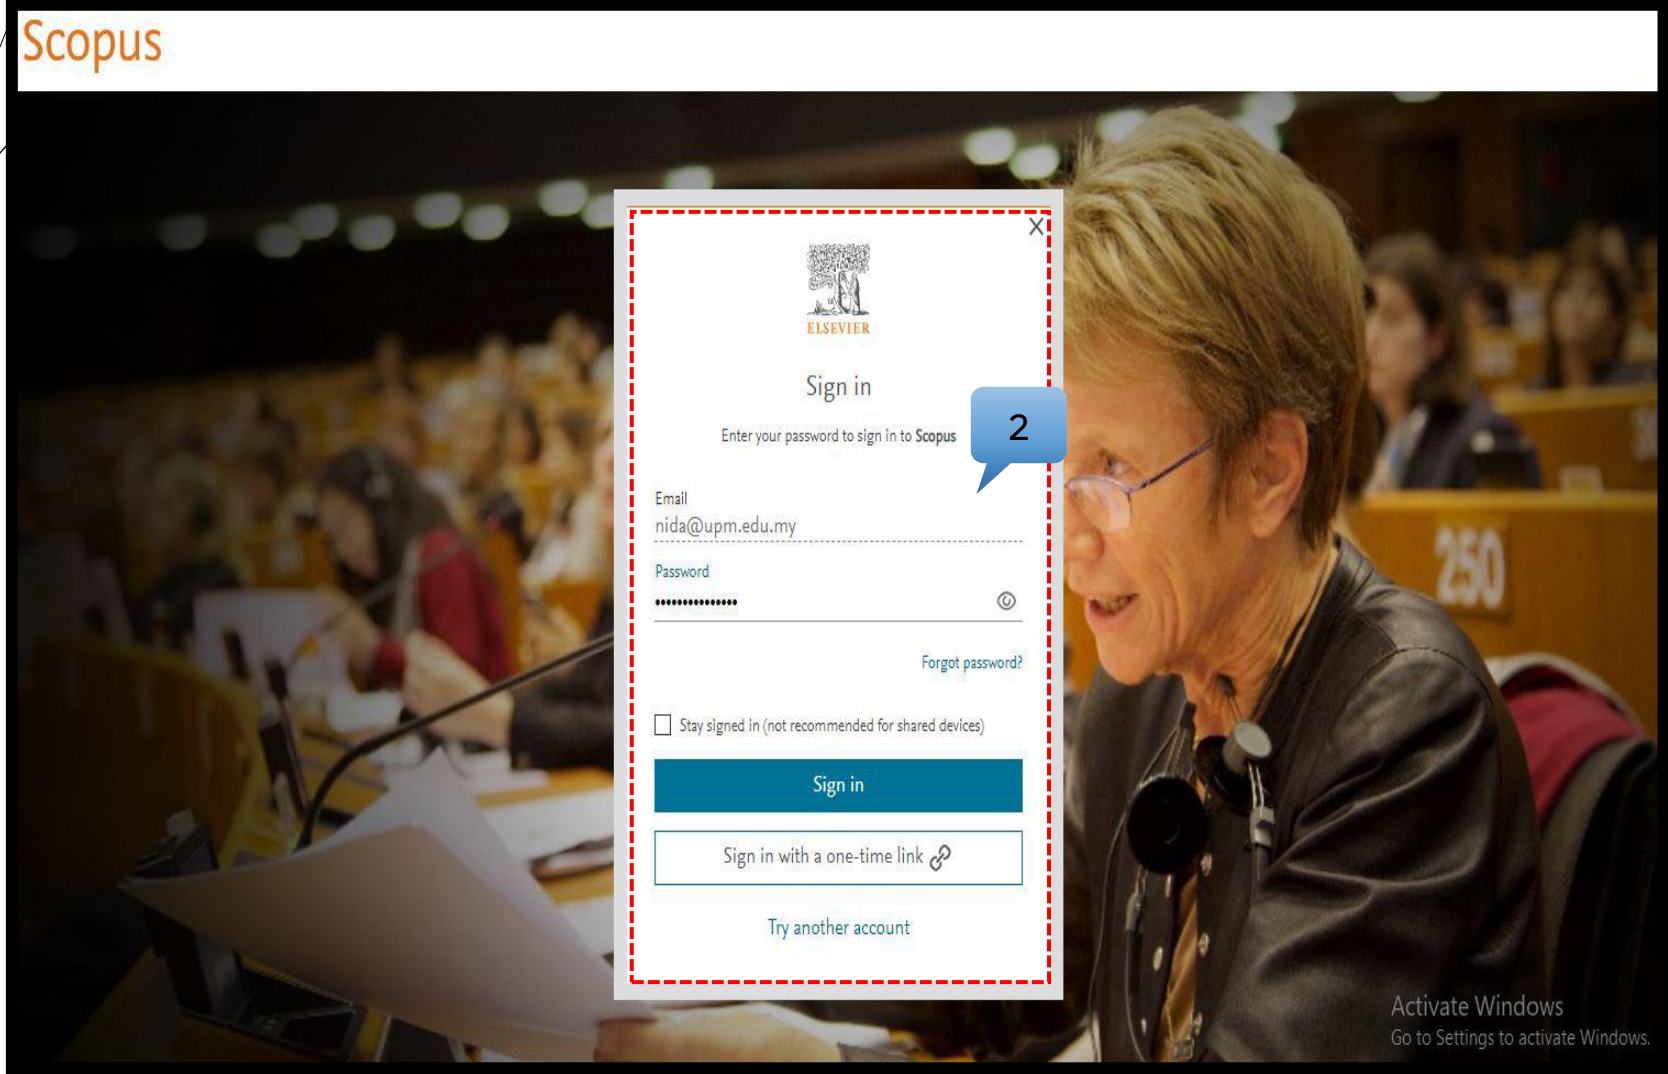 Scopus
ELSEVIER
Sign in
Enter your password to sign in to Scopus
2
Email
nida@upm.edu.my
Password
•••••••••••••••
Forgot password?
Stay signed in (not recommended for shared devices)
Sign in
Sign in with a one-time link
Try another account
250
Activate Windows
Go to Settings to activate Windows.